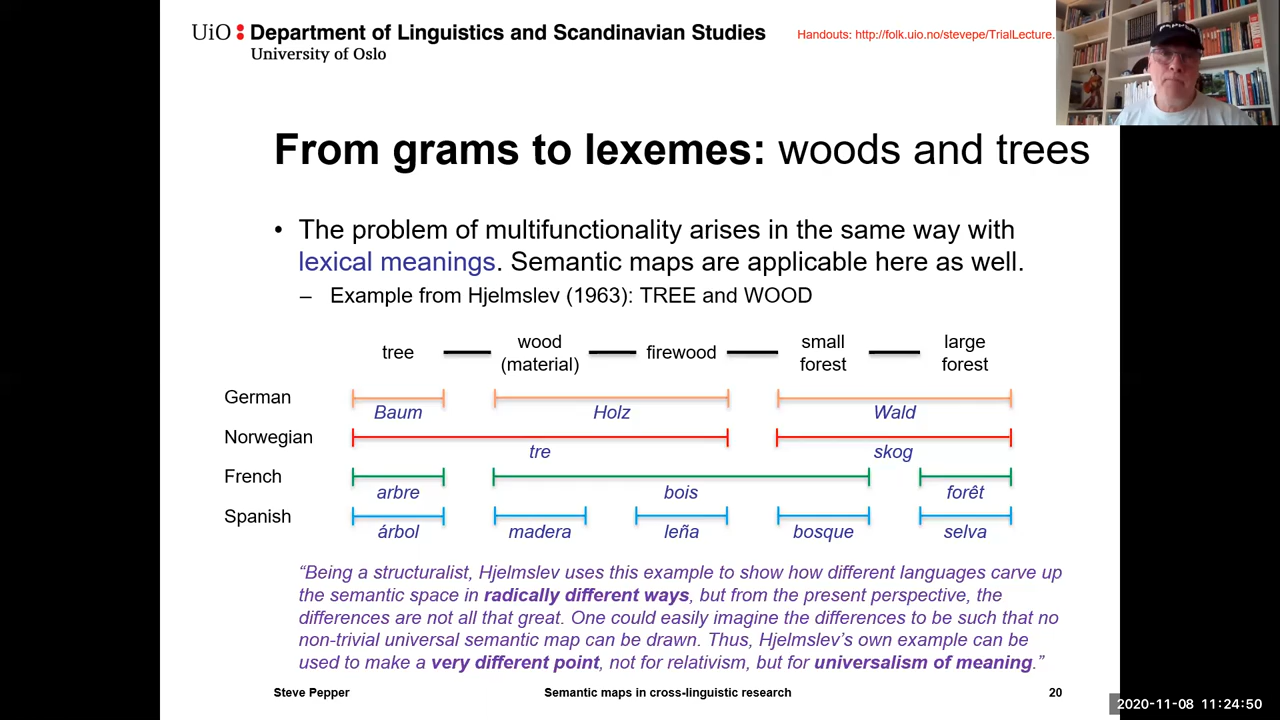 UiO : Department of Linguistics and Scandinavian Studies
University of Oslo
Handouts: http://folk.uio.no/stevepe/TrialLecture.
From grams to lexemes: woods and trees
• The problem of multifunctionality arises in the same way with
lexical meanings. Semantic maps are applicable here as well.
– Example from Hjelmslev (1963): TREE and WOOD
tree wood (material) firewood small forest large forest
German
Baum Holz Wald
Norwegian
tre skog
French
arbre bois forêt
Spanish
árbol madera leña bosque selva
“Being a structuralist, Hjelmslev uses this example to show how different languages carve up
the semantic space in radically different ways, but from the present perspective, the
differences are not all that great. One could easily imagine the differences to be such that no
non-trivial universal semantic map can be drawn. Thus, Hjelmslev’s own example can be
used to make a very different point, not for relativism, but for universalism of meaning.”
Steve Pepper Semantic maps in cross-linguistic research 20
2020-11-08 11:24:50